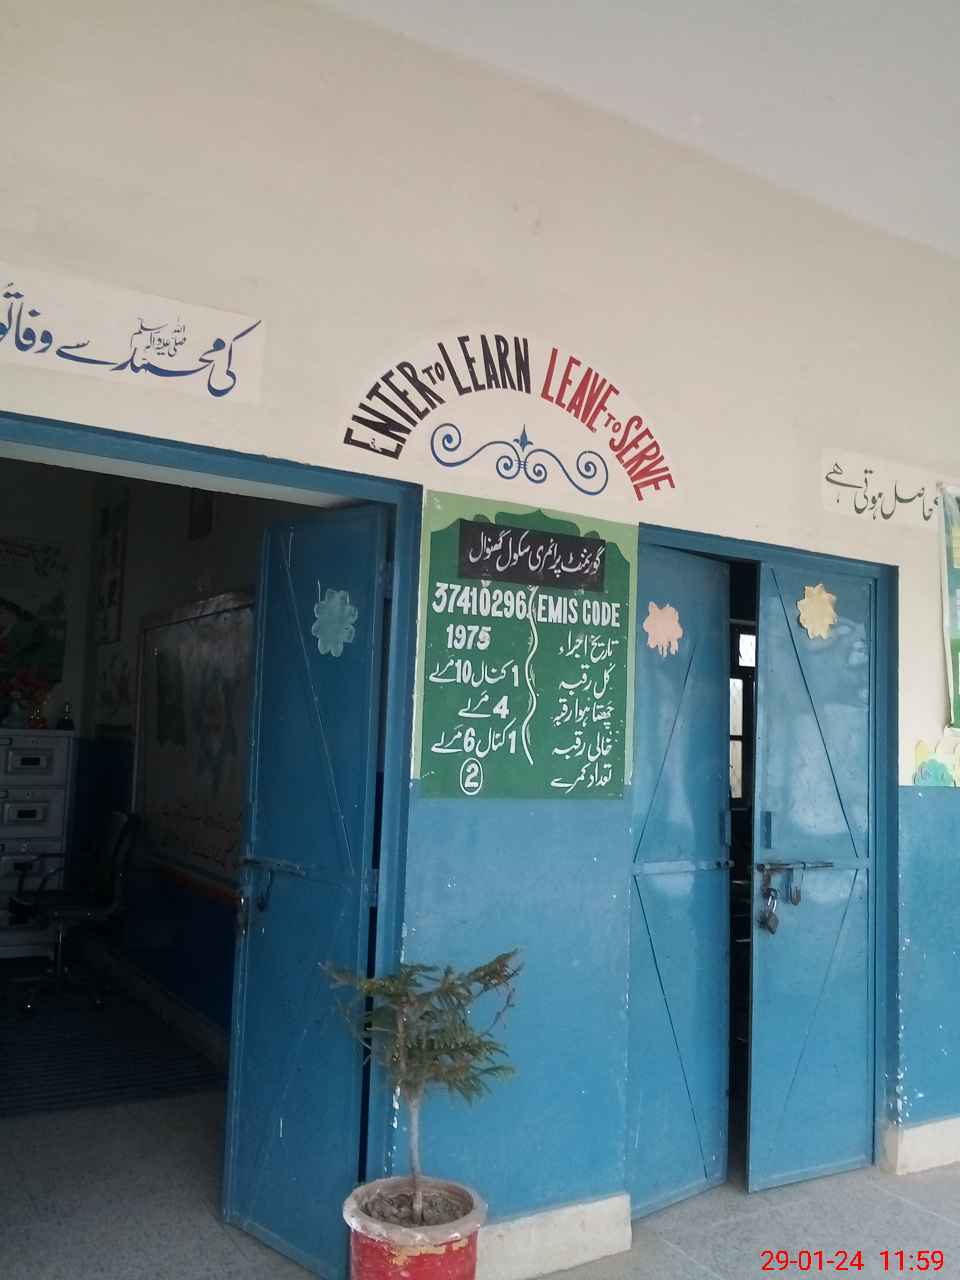 کی محمد صلی اللہ علیہ وآلہ وسلم سے وفا تو
ENTER TO LEARN LEAVE TO SERVE
حاصل ہوتی ہے
گورنمنٹ پرائمری سکول گھنوال
37410296 EMIS CODE
تاریخ اجراء 1975
کل رقبہ 1 کنال 10 مرلے
چھتا ہوا رقبہ 4 مرلے
خالی رقبہ 1 کنال 6 مرلے
تعداد کمرے 2
29-01-24 11:59